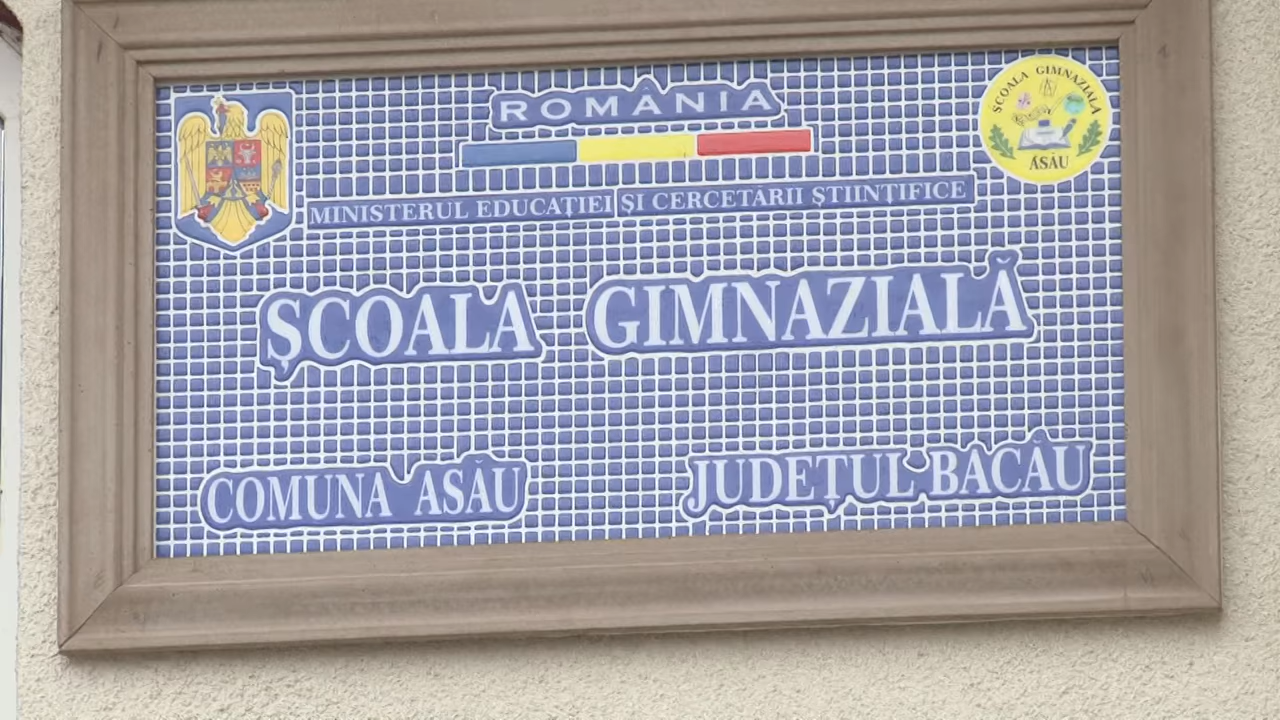 ROMÂNIA
ȘCOALA GIMNAZIALĂ
ASĂU
MINISTERUL EDUCAȚIEI ȘI CERCETĂRII ȘTIINȚIFICE
ȘCOALA GIMNAZIALĂ
COMUNA ASĂU
JUDEȚUL BACĂU